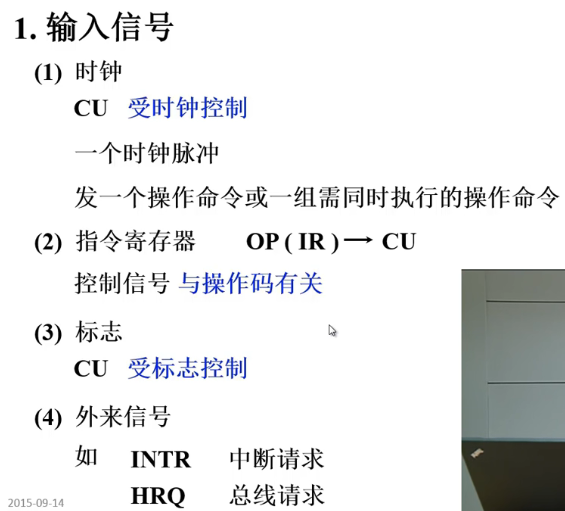 1. 输入信号
(1) 时钟
CU 受时钟控制
一个时钟脉冲
发一个操作命令或一组需同时执行的操作命令
(2) 指令寄存器 OP ( IR ) → CU
控制信号 与操作码有关
(3) 标志
CU 受标志控制
(4) 外来信号
如 INTR 中断请求
HRQ 总线请求
2015-09-14